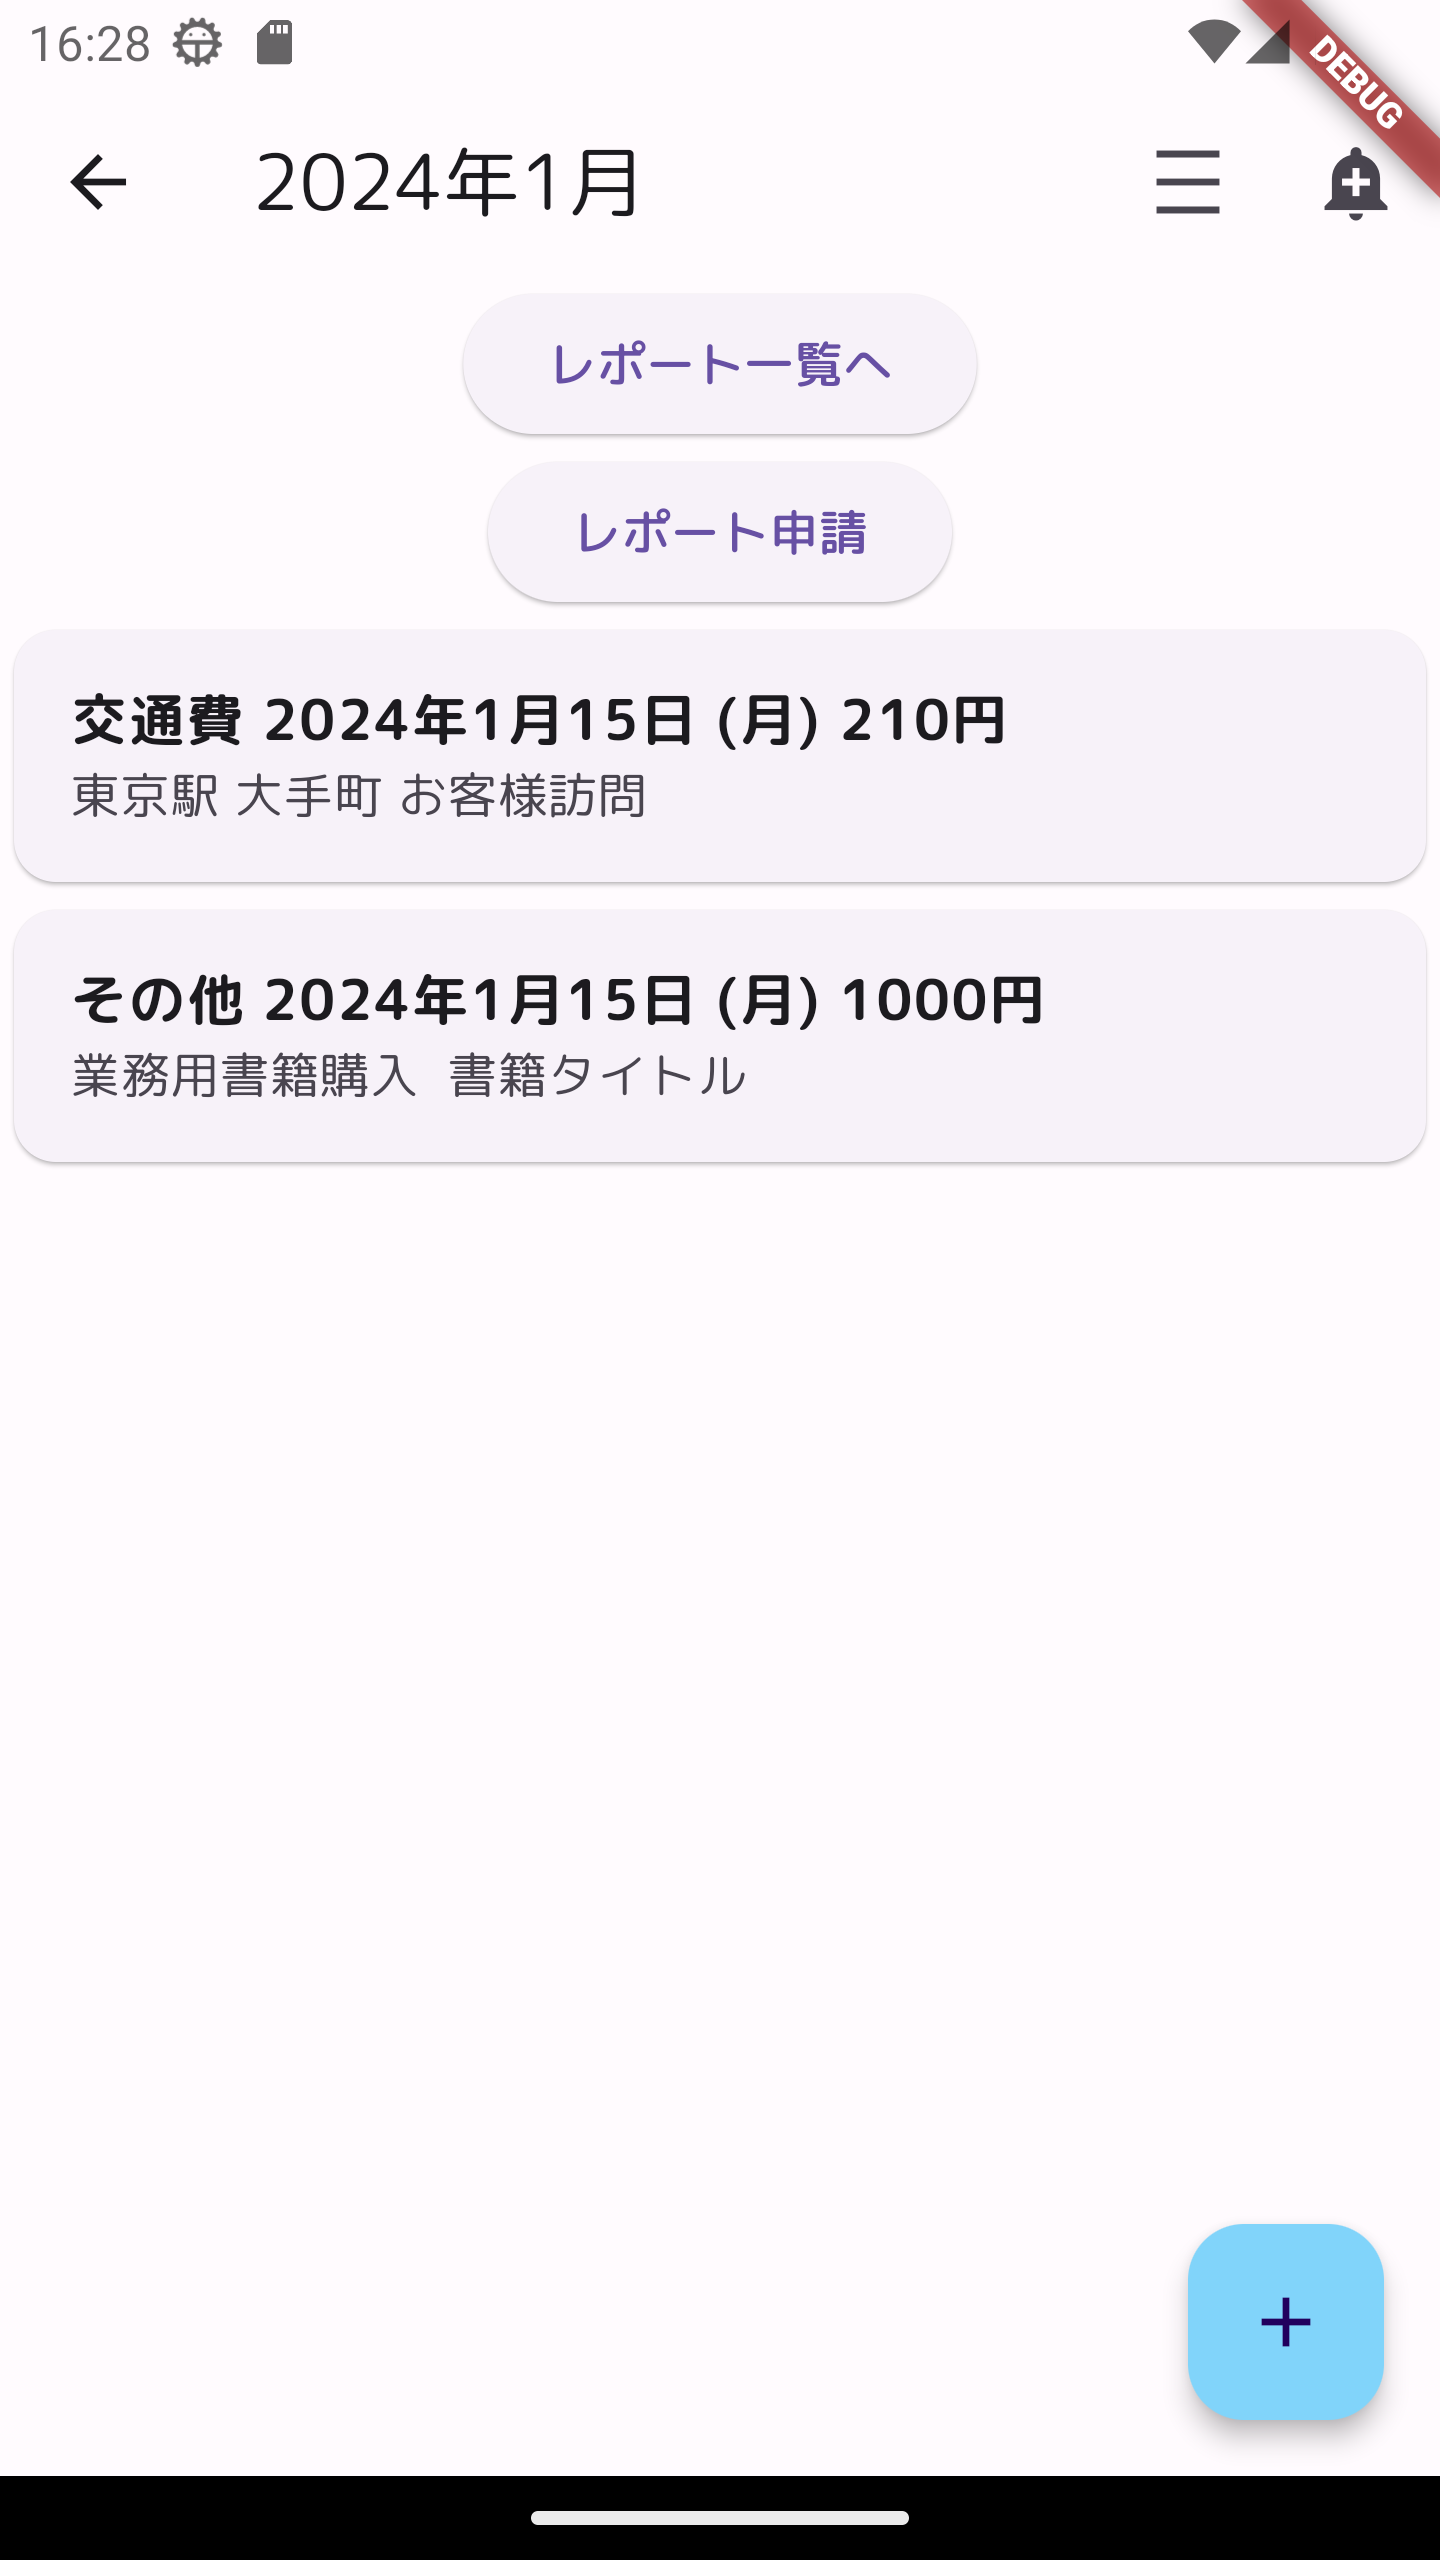 16:28
DEBUG
2024年1月
レポート一覧へ
レポート申請
交通費 2024年1月15日 (月) 210円
東京駅 大手町 お客様訪問
その他 2024年1月15日 (月) 1000円
業務用書籍購入 書籍タイトル